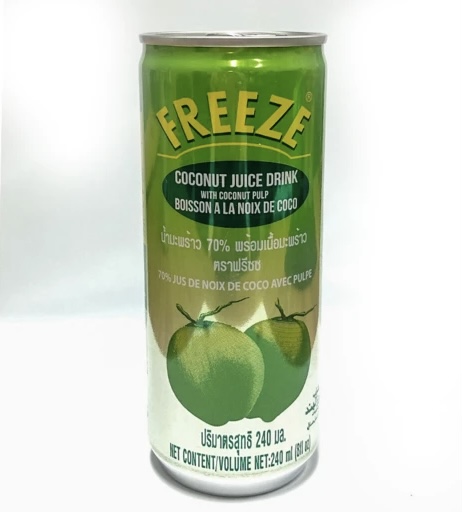 FREEZE®
COCONUT JUICE DRINK
WITH COCONUT PULP
BOISSON A LA NOIX DE COCO
น้ำมะพร้าว 70% พร้อมเนื้อมะพร้าว
ตราฟรีซซ
70% JUS DE NOIX DE COCO AVEC PULPE
ปริมาตรสุทธิ 240 มล.
NET CONTENT/VOLUME NET:240 ml (8fl oz)